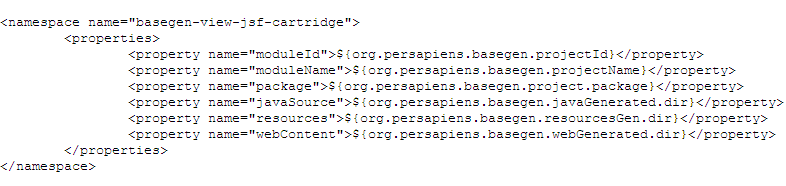 <namespace name="basegen-view-jsf-cartridge">
<properties>
<property name="moduleId">${org.persapiens.basegen.projectId}</property>
<property name="moduleName">${org.persapiens.basegen.projectName}</property>
<property name="package">${org.persapiens.basegen.project.package}</property>
<property name="javaSource">${org.persapiens.basegen.javaGenerated.dir}</property>
<property name="resources">${org.persapiens.basegen.resourcesGen.dir}</property>
<property name="webContent">${org.persapiens.basegen.webGenerated.dir}</property>
</properties>
</namespace>